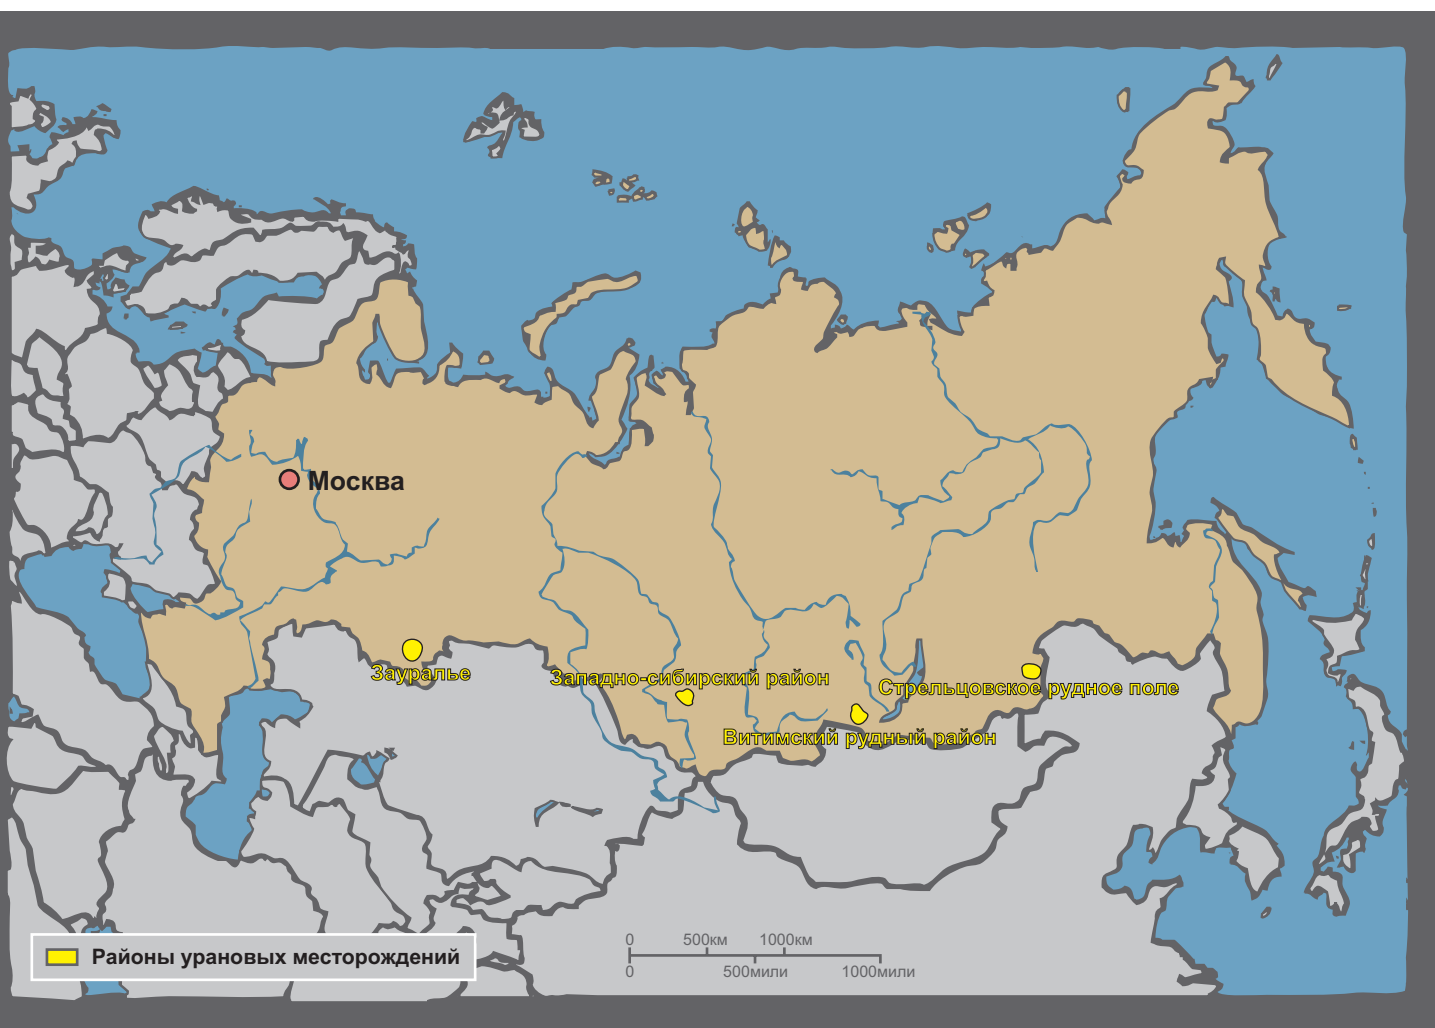 Москва
Зауралье
Западно-сибирский район
Стрельцовское рудное поле
Витимский рудный район
Районы урановых месторождений
0 500км 1000км
0 500мили 1000мили